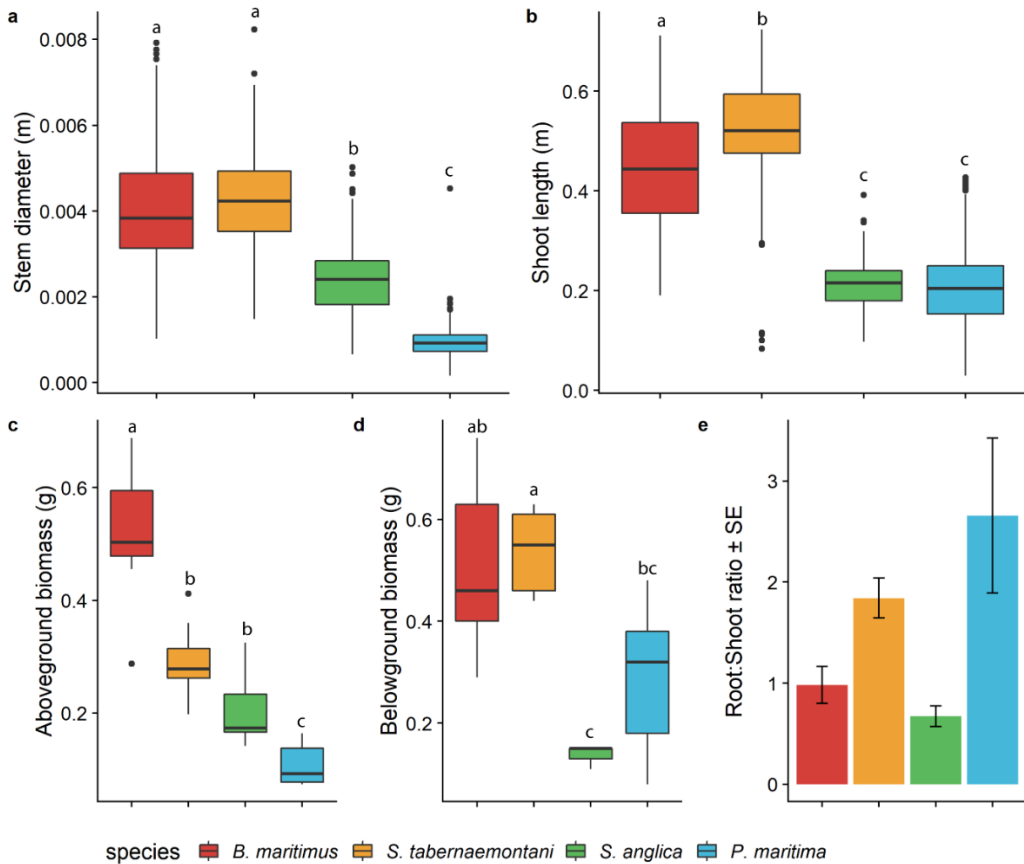 a
Stem diameter (m)
0.008
0.006
0.004
0.002
0.000
a
a
b
c
b
Shoot length (m)
0.6
0.4
0.2
0.0
a
b
c
c
c
Aboveground biomass (g)
0.6
0.4
0.2
a
b
b
c
d
Belowground biomass (g)
0.6
0.4
0.2
ab
a
c
bc
e
Root:Shoot ratio ± SE
3
2
1
0
species B. maritimus S. tabernaemontani S. anglica P. maritima